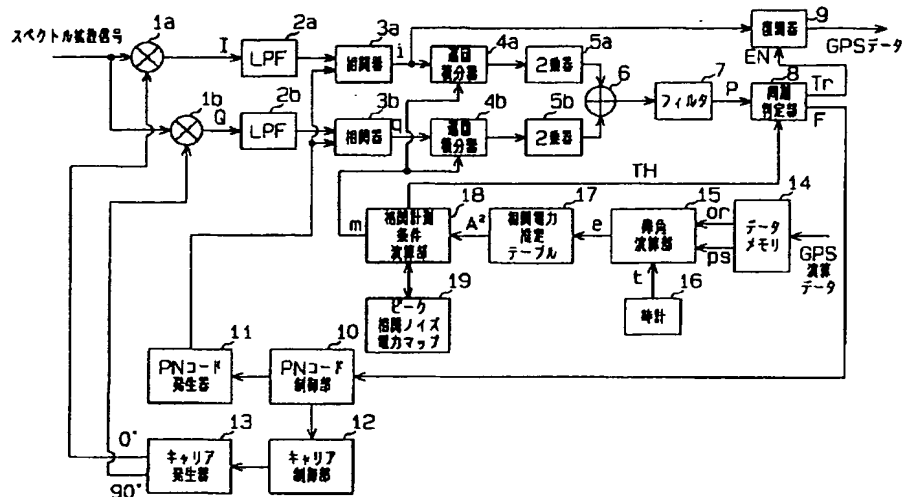 スペクトル拡散信号
1a
I
2a
LPF
3a
相関器
i
4a
巡回
積分器
5a
2乗器
6
7
フィルタ
P
8
同期
判定部
9
復調器
EN
Tr
F
GPSデータ
1b
Q
2b
LPF
3b
相関器
q
4b
巡回
積分器
5b
2乗器
TH
m
18
相関計測
条件
演算部
A²
17
相関電力
推定
テーブル
e
15
仰角
演算部
or
ps
14
データ
メモリ
GPS
演算
データ
t
16
時計
19
ピーク
相関ノイズ
電力マップ
11
PNコード
発生器
10
PNコード
制御部
13
キャリア
発生器
12
キャリア
制御部
0°
90°